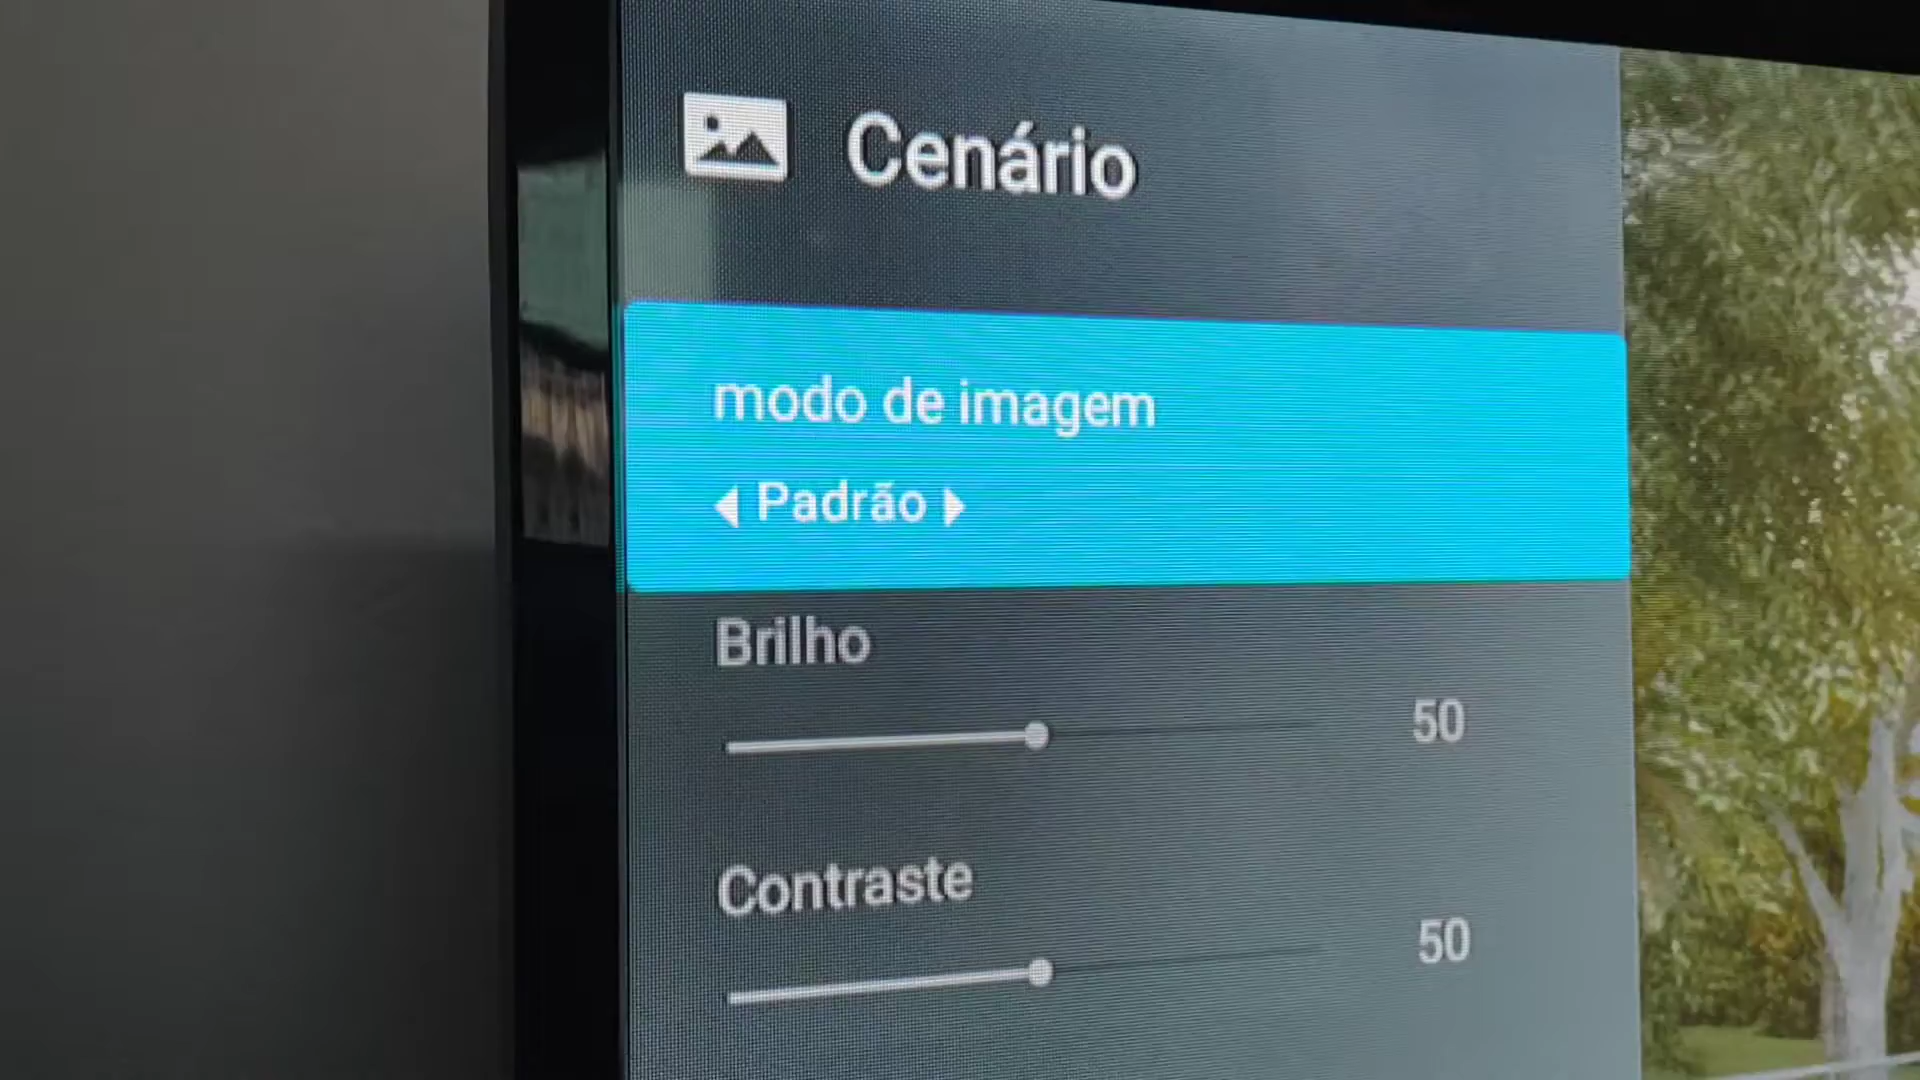 Cenário
modo de imagem
Padrão
Brilho
50
Contraste
50